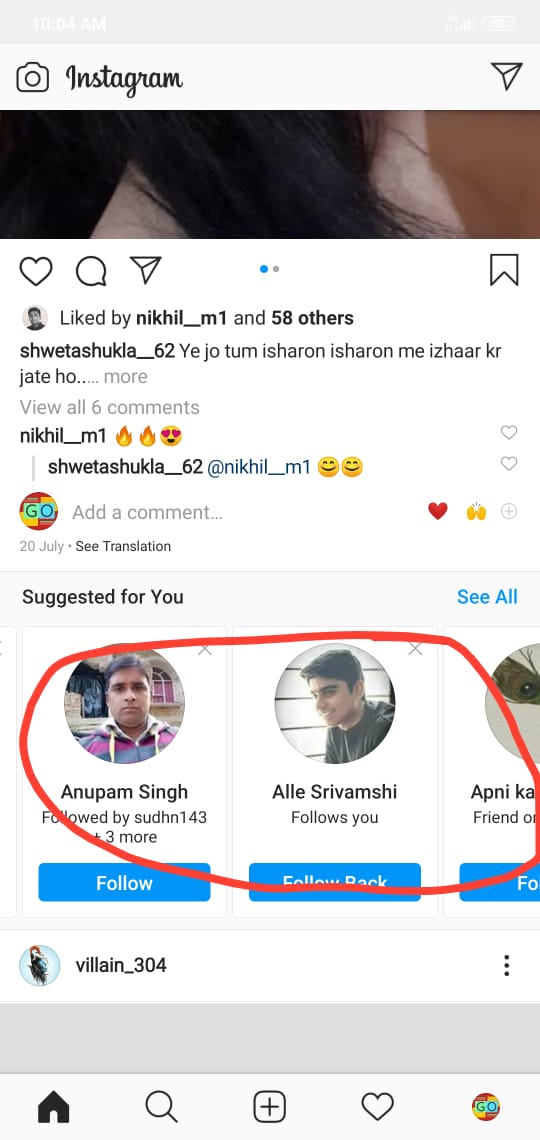 10:04 AM
4G 92
Instagram
Liked by nikhil__m1 and 58 others
shwetashukla__62 Ye jo tum isharon isharon me izhaar kr
jate ho..... more
View all 6 comments
nikhil__m1 🔥🔥😍
shwetashukla__62 @nikhil__m1 😊😊
GO Add a comment...
20 July • See Translation
Suggested for You See All
Anupam Singh Alle Srivamshi Apni ka
Followed by sudhn143 Follows you Friend or
+ 3 more
Follow Follow Back Fo
villain_304
GO